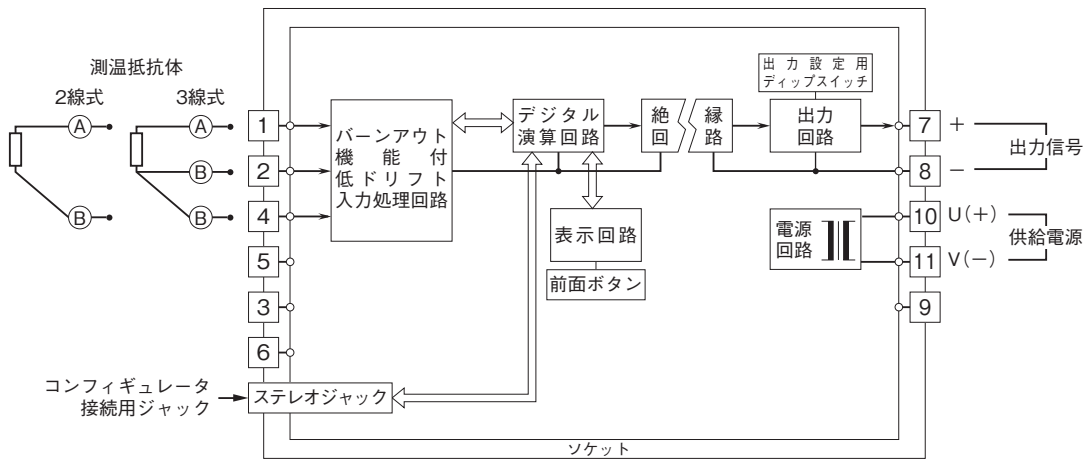 測温抵抗体
2線式
3線式
A
B
A
B
B
1
2
4
5
3
6
バーンアウト
機能付
低ドリフト
入力処理回路
デジタル
演算回路
絶縁
回路
出力設定用
ディップスイッチ
出力
回路
表示回路
前面ボタン
電源
回路
7
+
8
−
出力信号
10
U(+)
11
V(−)
供給電源
9
コンフィギュレータ
接続用ジャック
ステレオジャック
ソケット